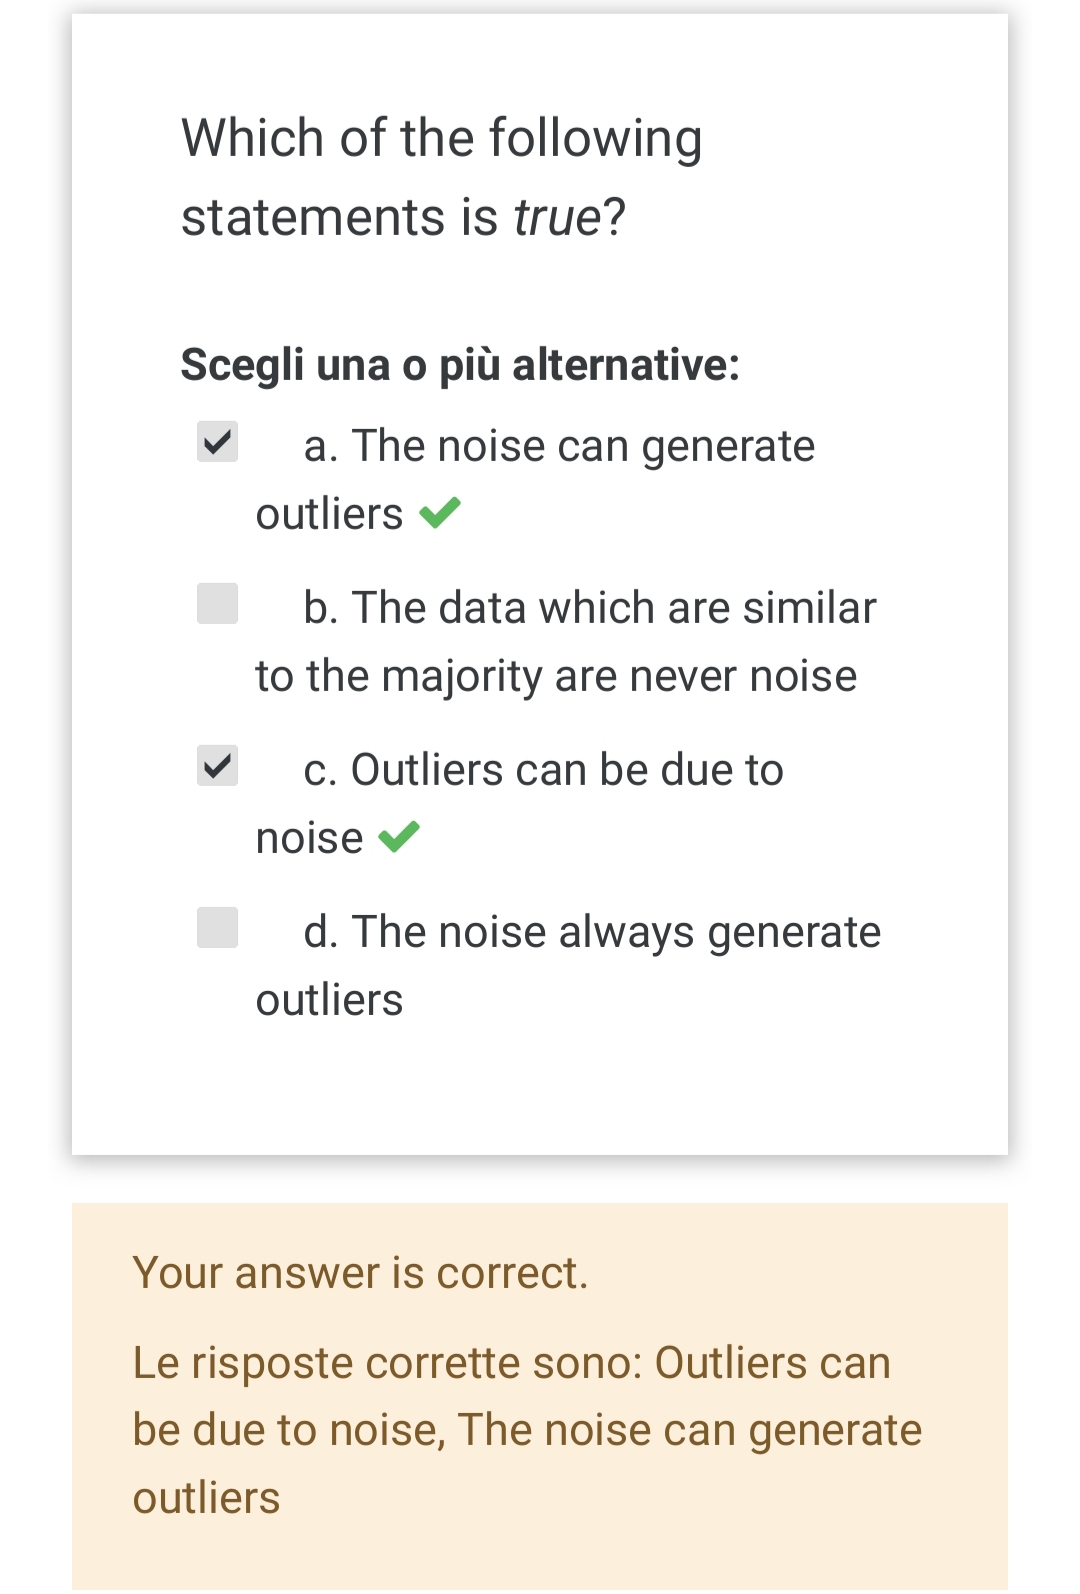 Which of the following
statements is true?
Scegli una o più alternative:
a. The noise can generate
outliers
b. The data which are similar
to the majority are never noise
c. Outliers can be due to
noise
d. The noise always generate
outliers
Your answer is correct.
Le risposte corrette sono: Outliers can
be due to noise, The noise can generate
outliers